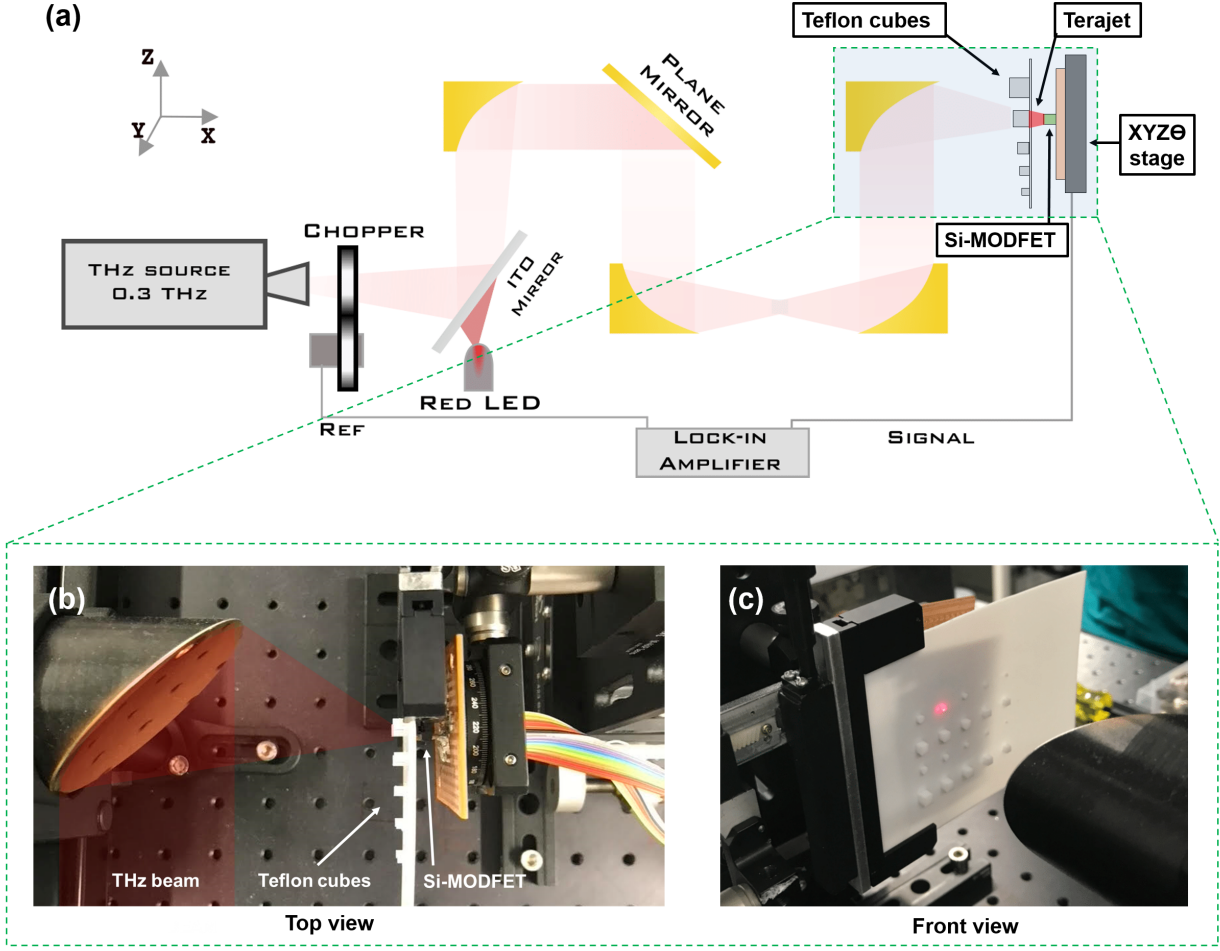 (a)
Teflon cubes
Terajet
Z
Y
X
PLANE
MIRROR
XYZΘ
stage
Si-MODFET
CHOPPER
THZ SOURCE
0.3 THZ
ITO
MIRROR
RED LED
REF
LOCK-IN
AMPLIFIER
SIGNAL
(b)
THz beam
Teflon cubes
Si-MODFET
Top view
(c)
Front view